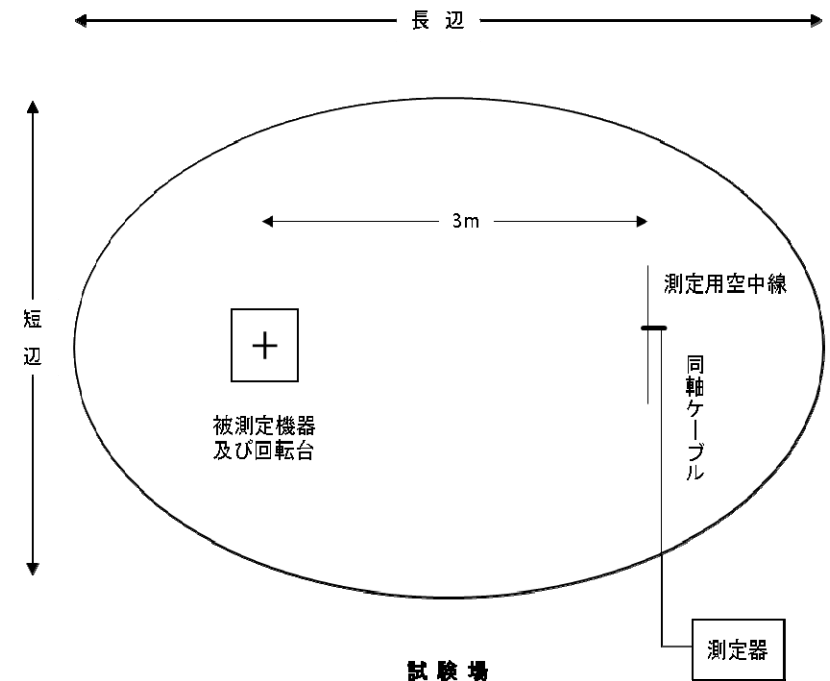 長 辺
短辺
3m
測定用空中線
同軸ケーブル
被測定機器
及び回転台
測定器
試 験 場